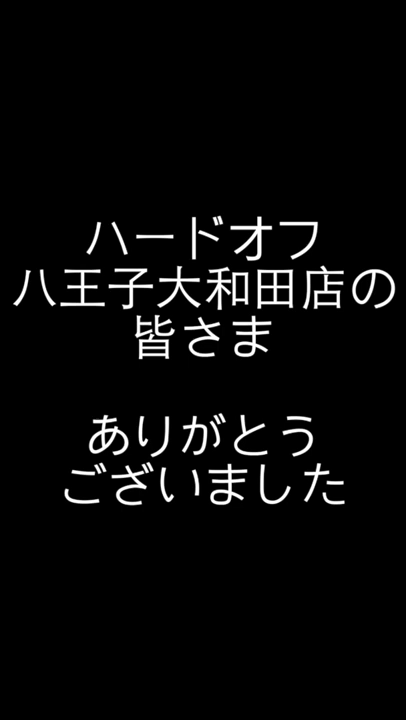 ハードオフ
八王子大和田店の
皆さま
ありがとう
ございました